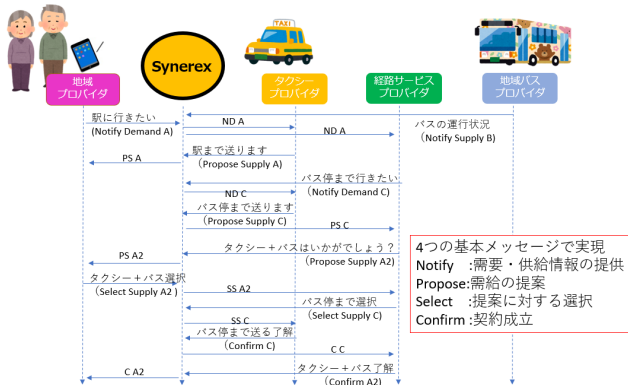 TAXI
Synerex
地域
プロバイダ
タクシー
プロバイダ
経路サービス
プロバイダ
地域バス
プロバイダ
駅に行きたい
(Notify Demand A)
ND A
ND A
バスの運行状況
(Notify Supply B)
駅まで送ります
(Propose Supply A)
PS A
バス停まで行きたい
(Notify Demand C)
ND C
バス停まで送ります
(Propose Supply C)
PS C
タクシー+バスはいかがでしょう?
(Propose Supply A2)
PS A2
タクシー+バス選択
(Select Supply A2 )
SS A2
バス停まで選択
(Select Supply C)
SS C
バス停まで送る了解
(Confirm C)
C C
タクシー+バス了解
(Confirm A2)
C A2
4つの基本メッセージで実現
Notify :需要・供給情報の提供
Propose:需給の提案
Select :提案に対する選択
Confirm :契約成立